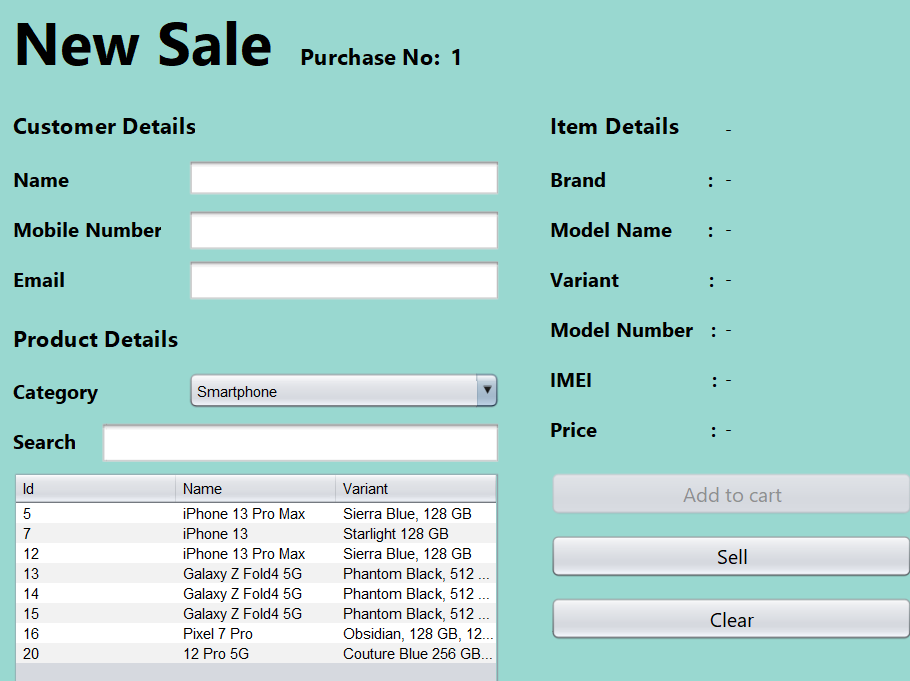 New Sale Purchase No: 1
Customer Details
Name
Mobile Number
Email
Product Details
Category Smartphone
Search
Id Name Variant
5 iPhone 13 Pro Max Sierra Blue, 128 GB
7 iPhone 13 Starlight 128 GB
12 iPhone 13 Pro Max Sierra Blue, 128 GB
13 Galaxy Z Fold4 5G Phantom Black, 512 ...
14 Galaxy Z Fold4 5G Phantom Black, 512 ...
15 Galaxy Z Fold4 5G Phantom Black, 512 ...
16 Pixel 7 Pro Obsidian, 128 GB, 12...
20 12 Pro 5G Couture Blue 256 GB...
Item Details -
Brand : -
Model Name : -
Variant : -
Model Number : -
IMEI : -
Price : -
Add to cart
Sell
Clear